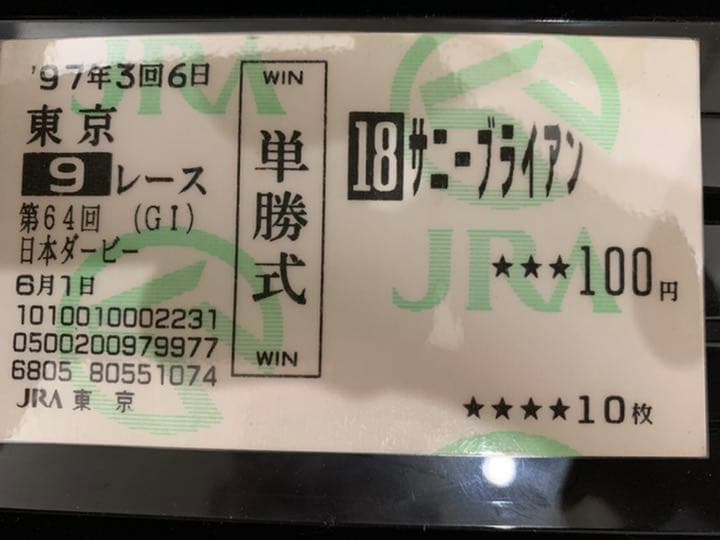 '97年3回6日
東京
9レース
第64回 (GI)
日本ダービー
6月1日
1010010002231
0500200979977
6805 80551074
JRA 東京
WIN
単勝式
WIN
18 サニーブライアン
★★★100円
★★★★10枚
JRA
JRA